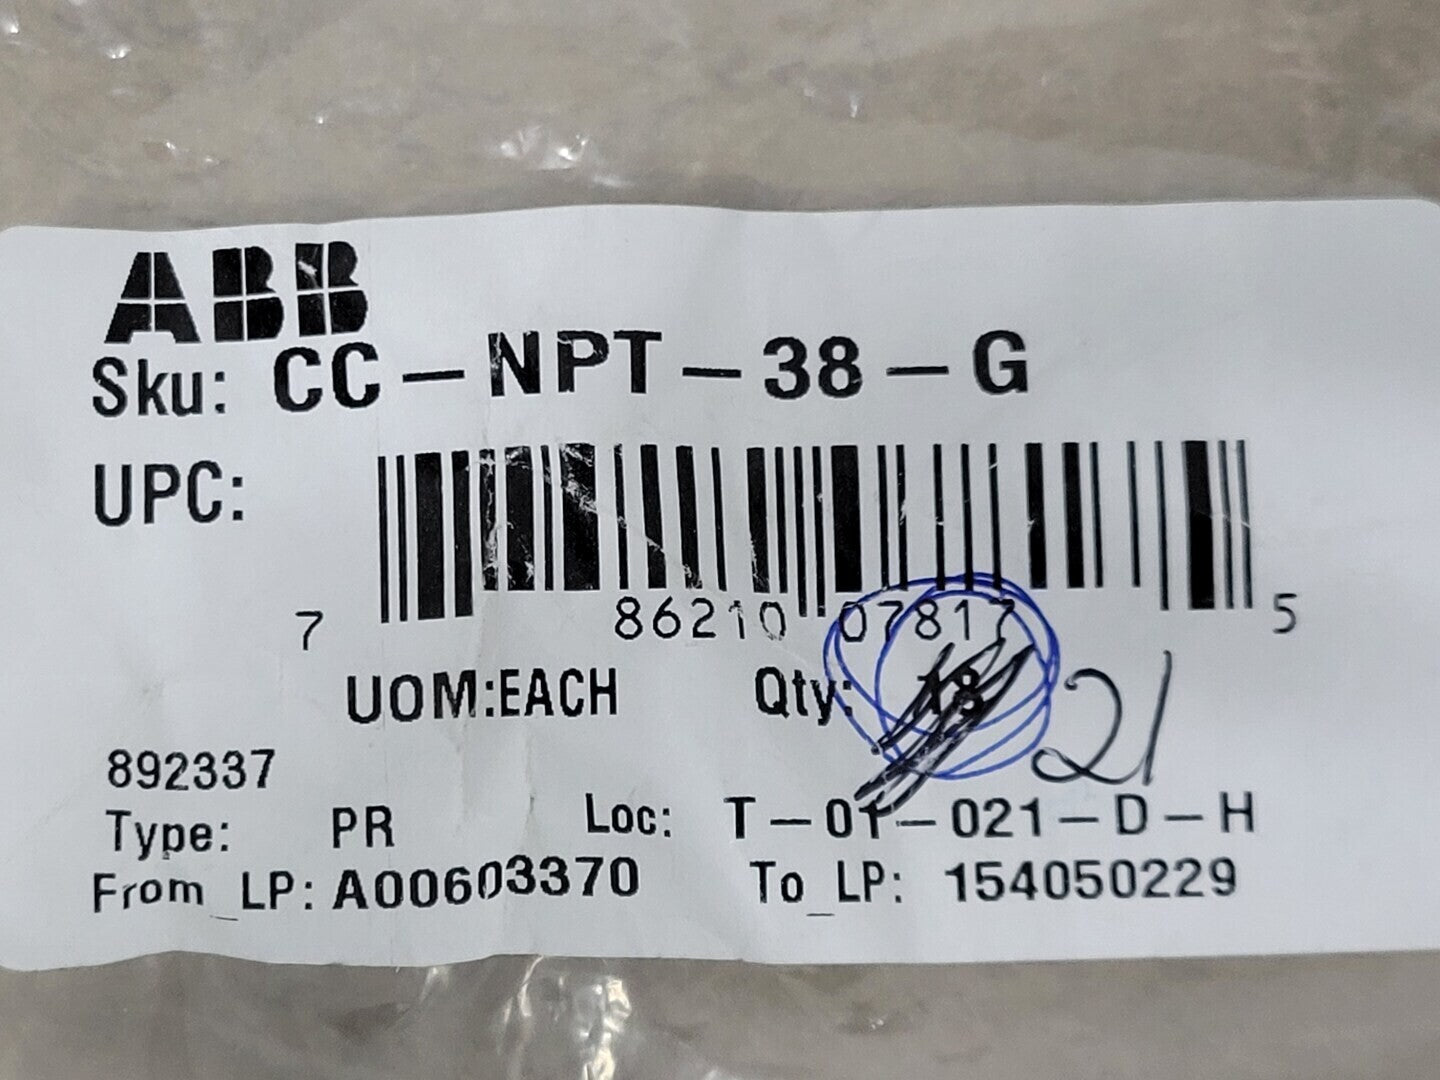 ABB
Sku: CC-NPT-38-G
UPC:
7 86210 07817 5
UOM:EACH Qty: 18 21
892337
Type: PR Loc: T-01-021-D-H
From_LP: A00603370 To_LP: 154050229